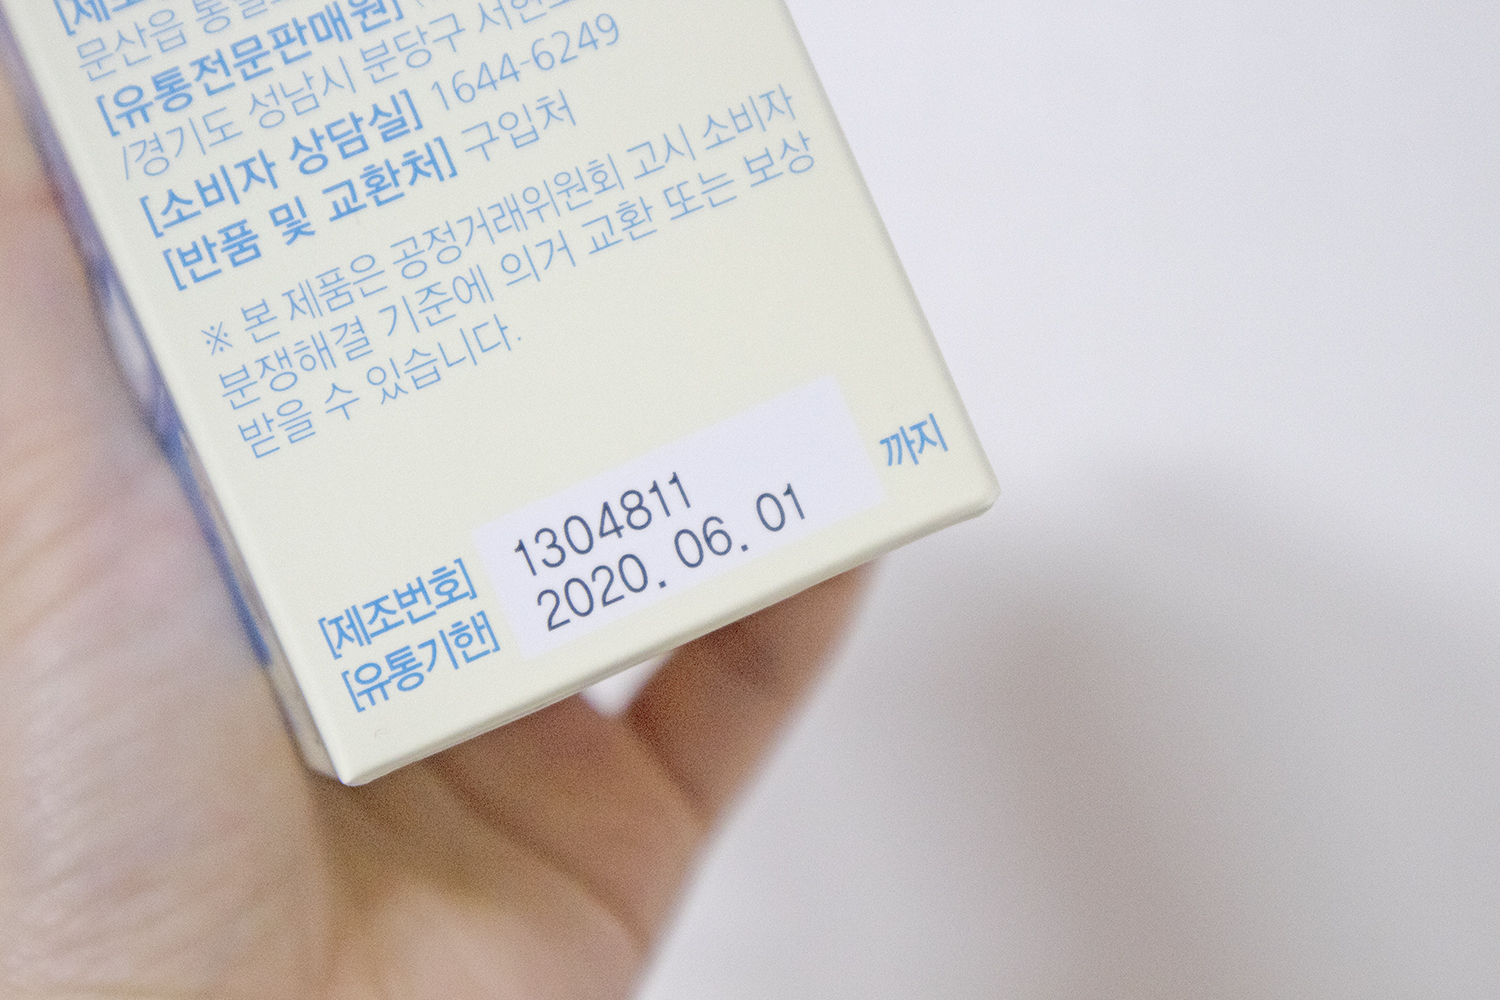 [제조
문산읍 통일
[유통전문판매원]
/경기도 성남시 분당구 서현
[소비자 상담실] 1644-6249
[반품 및 교환처] 구입처
※ 본 제품은 공정거래위원회 고시 소비자
분쟁해결 기준에 의거 교환 또는 보상
받을 수 있습니다.
[제조번호] 1304811
[유통기한] 2020. 06. 01 까지